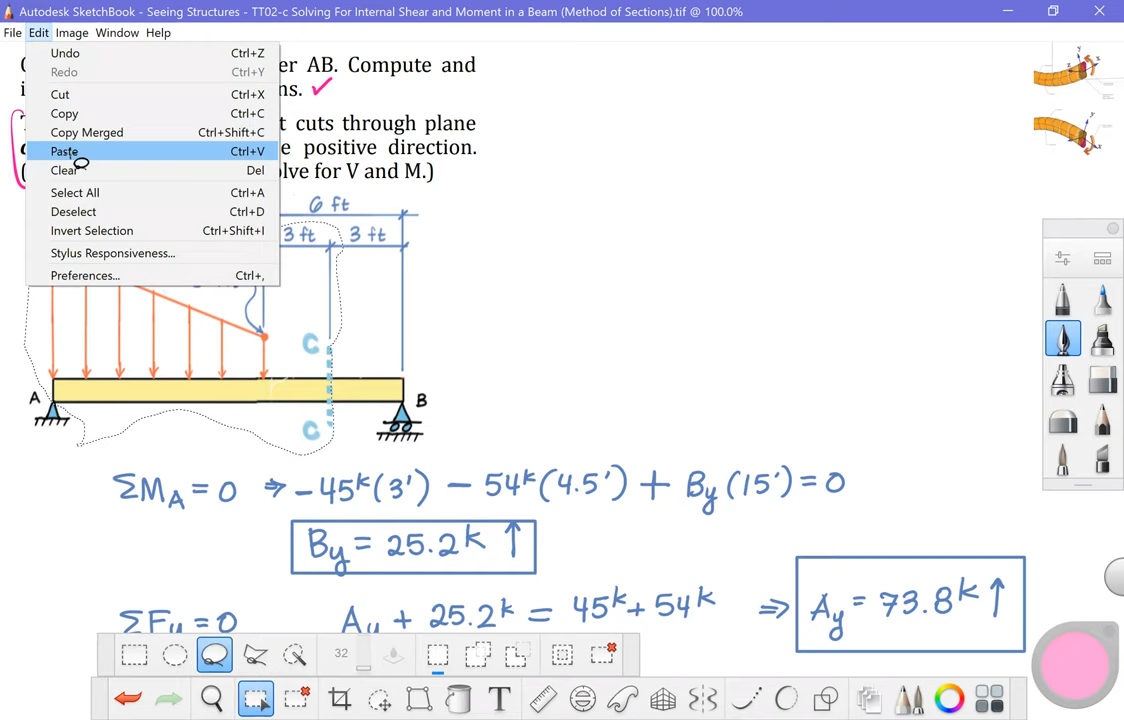 Autodesk SketchBook - Seeing Structures - TT02-c Solving For Internal Shear and Moment in a Beam (Method of Sections).tif @ 100.0%
File Edit Image Window Help
Undo Ctrl+Z
Redo Ctrl+Y
Cut Ctrl+X
Copy Ctrl+C
Copy Merged Ctrl+Shift+C
Paste Ctrl+V
Clear Del
Select All Ctrl+A
Deselect Ctrl+D
Invert Selection Ctrl+Shift+I
Stylus Responsiveness...
Preferences... Ctrl+,
er AB. Compute and
ns. ✓
t cuts through plane
e positive direction.
lve for V and M.)
6 ft
3 ft 3 ft
C
A B
C
ΣM_A = 0 ⇒ -45^k(3') - 54^k(4.5') + B_y(15') = 0
B_y = 25.2^k ↑
ΣF_y = 0 A_y + 25.2^k = 45^k + 54^k ⇒ A_y = 73.8^k ↑
32
T